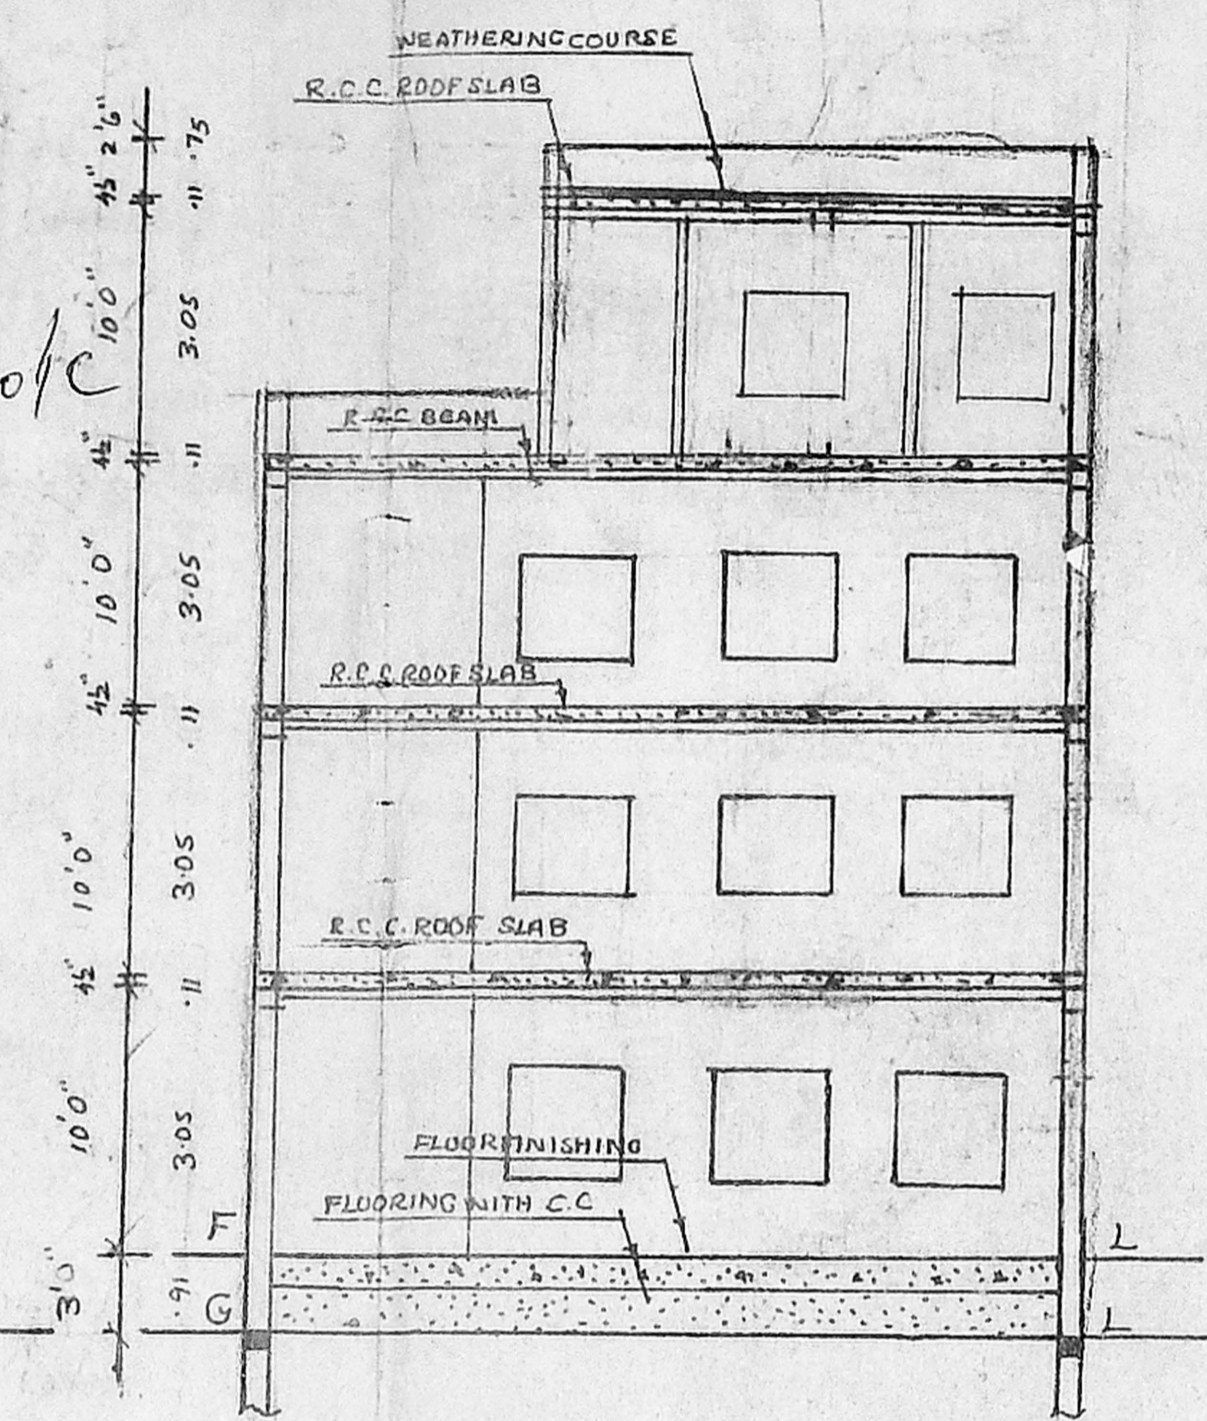 WEATHERING COURSE
R.C.C. ROOF SLAB
2'6" .75
4½" .11
10'0" 3.05
R.C.C BEAM
4½" .11
10'0" 3.05
R.C.C. ROOF SLAB
4½" .11
10'0" 3.05
R.C.C. ROOF SLAB
4½" .11
10'0" 3.05
FLOOR FINISHING
FLOORING WITH C.C
F L
3'0" .91
G L